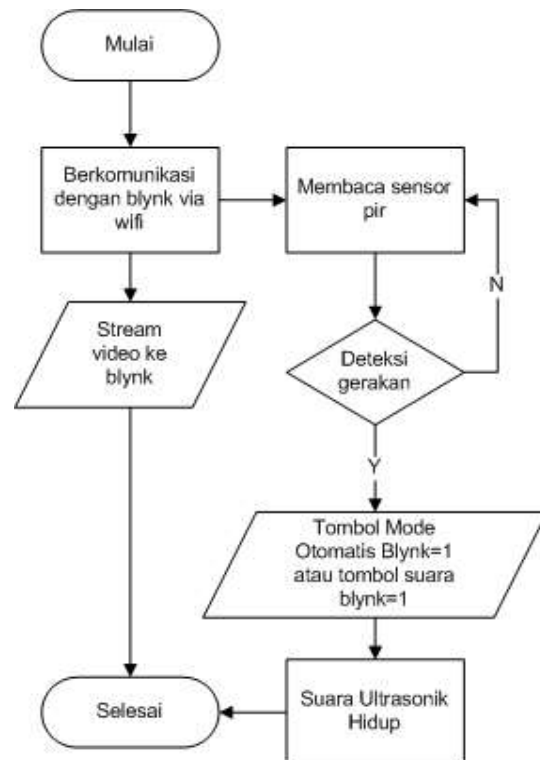 Mulai
Berkomunikasi
dengan blynk via
wifi
Membaca sensor
pir
N
Stream
video ke
blynk
Deteksi
gerakan
Y
Tombol Mode
Otomatis Blynk=1
atau tombol suara
blynk=1
Selesai
Suara Ultrasonik
Hidup